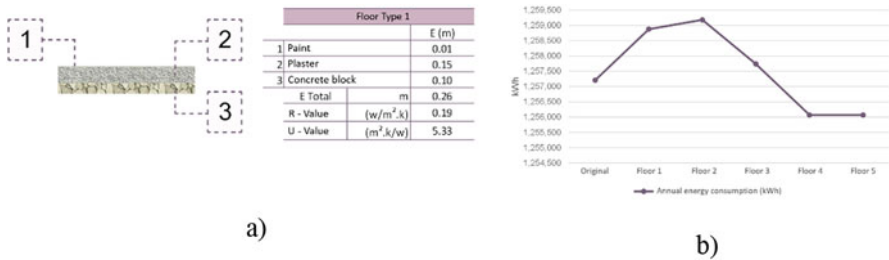 1
2
3
Floor Type 1
E (m)
1 Paint 0.01
2 Plaster 0.15
3 Concrete block 0.10
E Total m 0.26
R - Value (w/m².k) 0.19
U - Value (m².k/w) 5.33
a)
1,259,500
1,259,000
1,258,500
1,258,000
1,257,500
1,257,000
1,256,500
1,256,000
1,255,500
1,255,000
1,254,500
kWh
Original Floor 1 Floor 2 Floor 3 Floor 4 Floor 5
Annual energy consumption (kWh)
b)